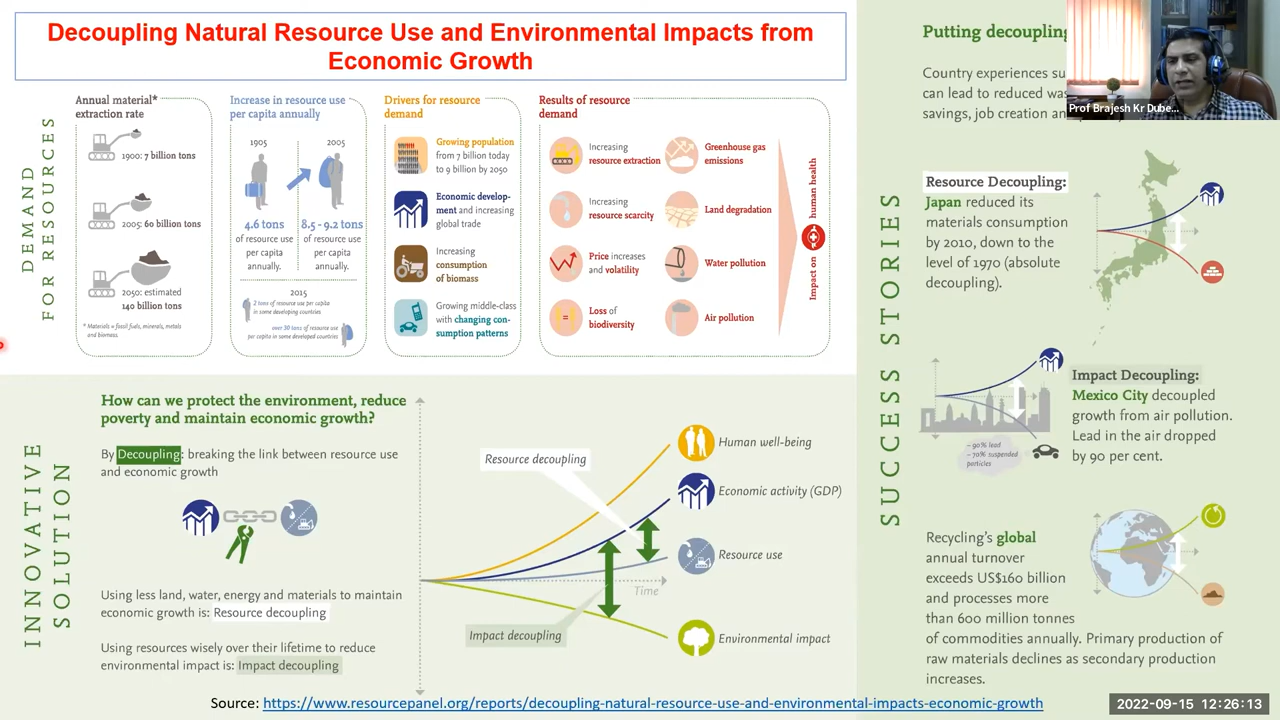 Decoupling Natural Resource Use and Environmental Impacts from
Economic Growth
DEMAND
FOR RESOURCES
Annual material*
extraction rate
1900: 7 billion tons
2005: 60 billion tons
2050: estimated
140 billion tons
* Materials = fossil fuels, minerals, metals
and biomass.
Increase in resource use
per capita annually
1905
2005
4.6 tons
of resource use
per capita
annually.
8.5 - 9.2 tons
of resource use
per capita
annually.
2015
2 tons of resource use per capita
in some developing countries
over 30 tons of resource use
per capita in some developed countries
Drivers for resource
demand
Growing population
from 7 billion today
to 9 billion by 2050
Economic develop-
ment and increasing
global trade
Increasing
consumption
of biomass
Growing middle-class
with changing con-
sumption patterns
Results of resource
demand
Increasing
resource extraction
Greenhouse gas
emissions
Increasing
resource scarcity
Land degradation
Price increases
and volatility
Water pollution
Loss of
biodiversity
Air pollution
Impact on human health
INNOVATIVE
SOLUTION
How can we protect the environment, reduce
poverty and maintain economic growth?
By Decoupling: breaking the link between resource use
and economic growth
Using less land, water, energy and materials to maintain
economic growth is: Resource decoupling
Using resources wisely over their lifetime to reduce
environmental impact is: Impact decoupling
Resource decoupling
Impact decoupling
Human well-being
Economic activity (GDP)
Resource use
Time
Environmental impact
SUCCESS STORIES
Putting decoupling
Country experiences su
can lead to reduced was
savings, job creation an
Prof Brajesh Kr Dube...
Resource Decoupling:
Japan reduced its
materials consumption
by 2010, down to the
level of 1970 (absolute
decoupling).
Impact Decoupling:
Mexico City decoupled
growth from air pollution.
Lead in the air dropped
by 90 per cent.
~ 90% lead
~ 70% suspended
particles
Recycling's global
annual turnover
exceeds US$160 billion
and processes more
than 600 million tonnes
of commodities annually. Primary production of
raw materials declines as secondary production
increases.
Source: https://www.resourcepanel.org/reports/decoupling-natural-resource-use-and-environmental-impacts-economic-growth
2022-09-15 12:26:13